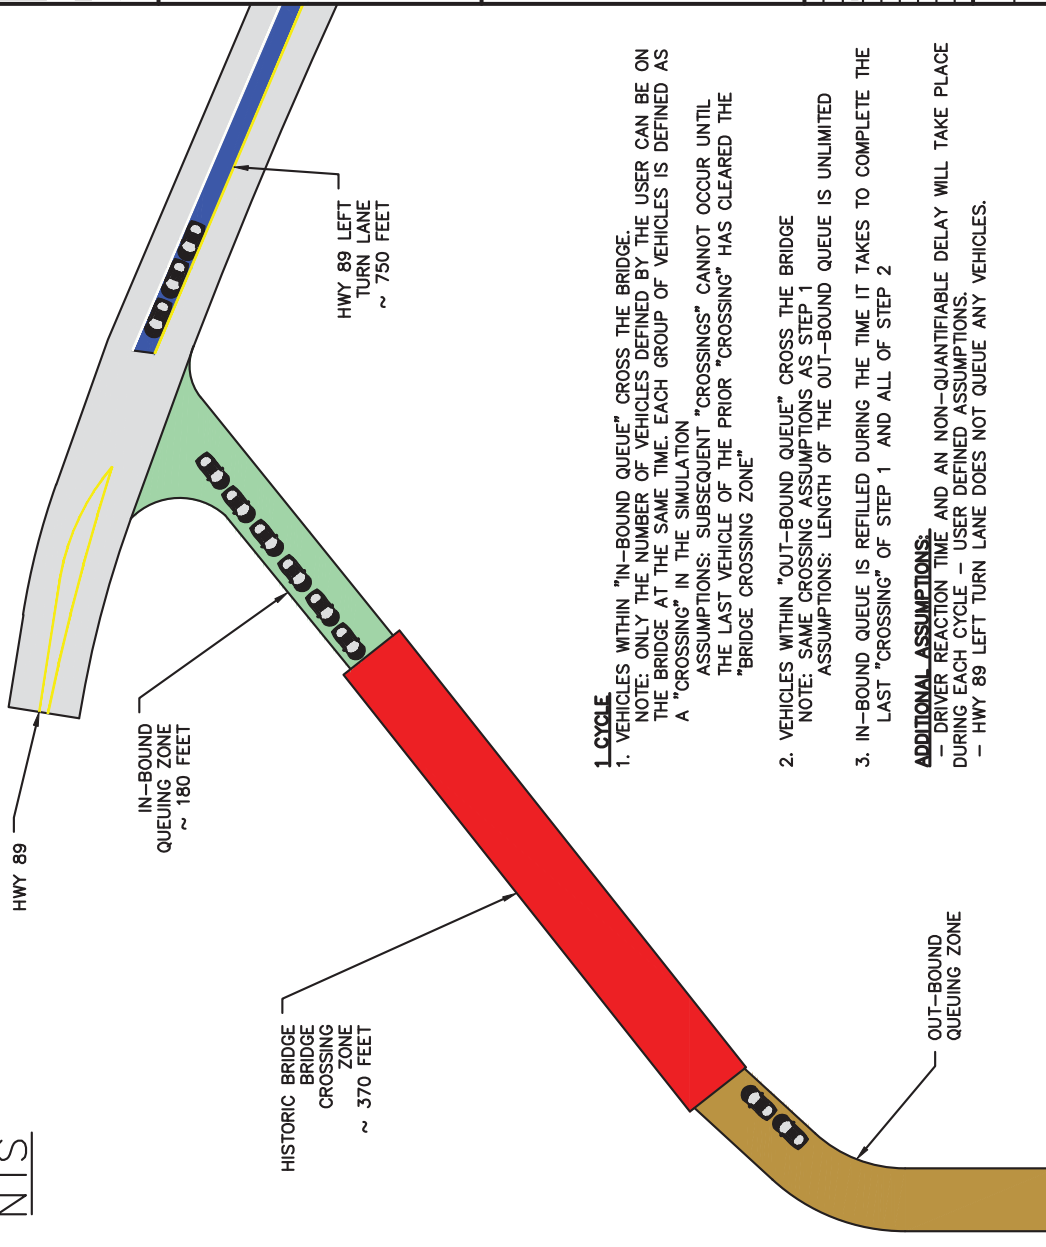 NTS
HWY 89
IN-BOUND
QUEUING ZONE
~ 180 FEET
HISTORIC BRIDGE
BRIDGE
CROSSING
ZONE
~ 370 FEET
HWY 89 LEFT
TURN LANE
~ 750 FEET
OUT-BOUND
QUEUING ZONE
1 CYCLE
1. VEHICLES WITHIN "IN-BOUND QUEUE" CROSS THE BRIDGE.
NOTE: ONLY THE NUMBER OF VEHICLES DEFINED BY THE USER CAN BE ON
THE BRIDGE AT THE SAME TIME. EACH GROUP OF VEHICLES IS DEFINED AS
A "CROSSING" IN THE SIMULATION
ASSUMPTIONS: SUBSEQUENT "CROSSINGS" CANNOT OCCUR UNTIL
THE LAST VEHICLE OF THE PRIOR "CROSSING" HAS CLEARED THE
"BRIDGE CROSSING ZONE"
2. VEHICLES WITHIN "OUT-BOUND QUEUE" CROSS THE BRIDGE
NOTE: SAME CROSSING ASSUMPTIONS AS STEP 1
ASSUMPTIONS: LENGTH OF THE OUT-BOUND QUEUE IS UNLIMITED
3. IN-BOUND QUEUE IS REFILLED DURING THE TIME IT TAKES TO COMPLETE THE
LAST "CROSSING" OF STEP 1 AND ALL OF STEP 2
ADDITIONAL ASSUMPTIONS:
- DRIVER REACTION TIME AND AN NON-QUANTIFIABLE DELAY WILL TAKE PLACE
DURING EACH CYCLE - USER DEFINED ASSUMPTIONS.
- HWY 89 LEFT TURN LANE DOES NOT QUEUE ANY VEHICLES.